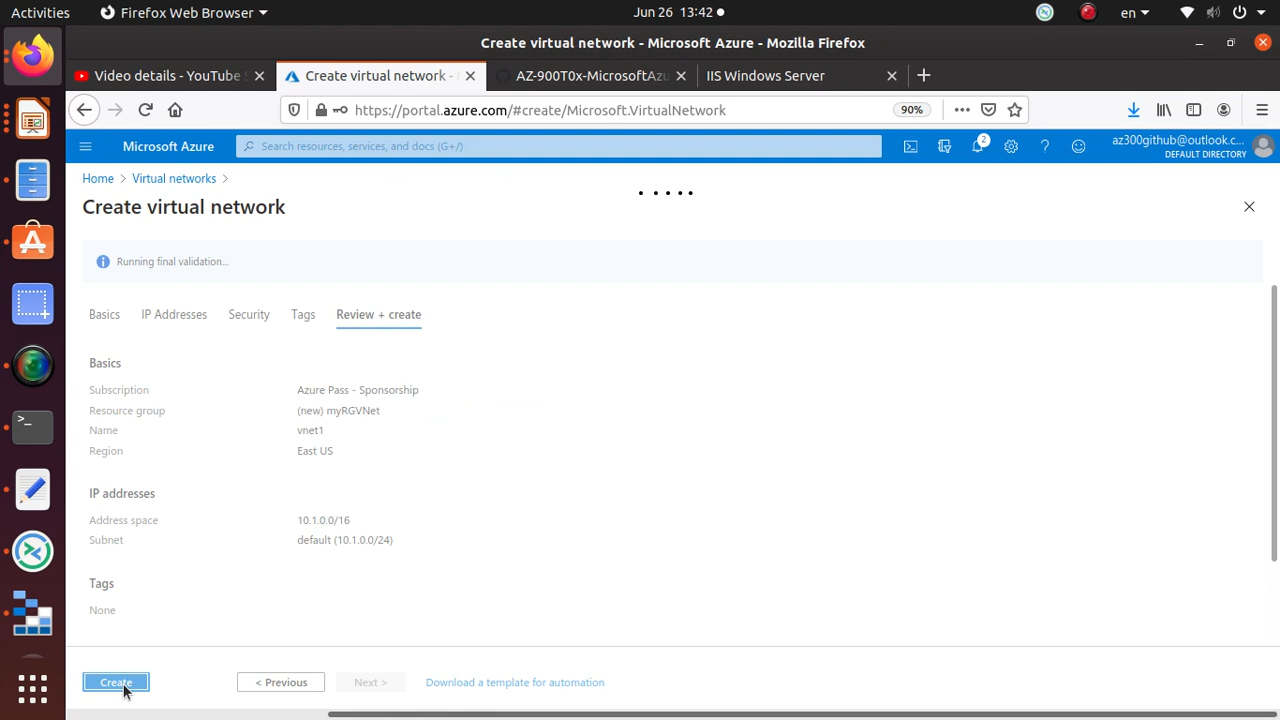 Activities
Firefox Web Browser
Jun 26 13:42
en
Create virtual network - Microsoft Azure - Mozilla Firefox
Video details - YouTube S
Create virtual network -
AZ-900T0x-MicrosoftAzu
IIS Windows Server
https://portal.azure.com/#create/Microsoft.VirtualNetwork
90%
Microsoft Azure
Search resources, services, and docs (G+/)
2
az300github@outlook.c...
DEFAULT DIRECTORY
Home > Virtual networks >
Create virtual network
Running final validation...
Basics
IP Addresses
Security
Tags
Review + create
Basics
Subscription Azure Pass - Sponsorship
Resource group (new) myRGVNet
Name vnet1
Region East US
IP addresses
Address space 10.1.0.0/16
Subnet default (10.1.0.0/24)
Tags
None
Create
< Previous
Next >
Download a template for automation